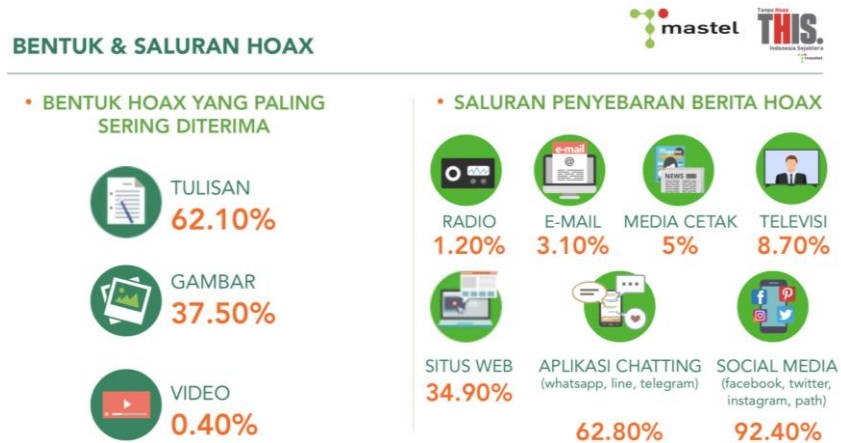 BENTUK & SALURAN HOAX
mastel
Tanpa Hoax
THIS.
Indonesia Sejahtera
mastel
• BENTUK HOAX YANG PALING
SERING DITERIMA
TULISAN
62.10%
GAMBAR
37.50%
VIDEO
0.40%
• SALURAN PENYEBARAN BERITA HOAX
e-mail
@
NEWS
RADIO
1.20%
E-MAIL
3.10%
MEDIA CETAK
5%
TELEVISI
8.70%
SITUS WEB
34.90%
APLIKASI CHATTING
(whatsapp, line, telegram)
62.80%
SOCIAL MEDIA
(facebook, twitter,
instagram, path)
92.40%